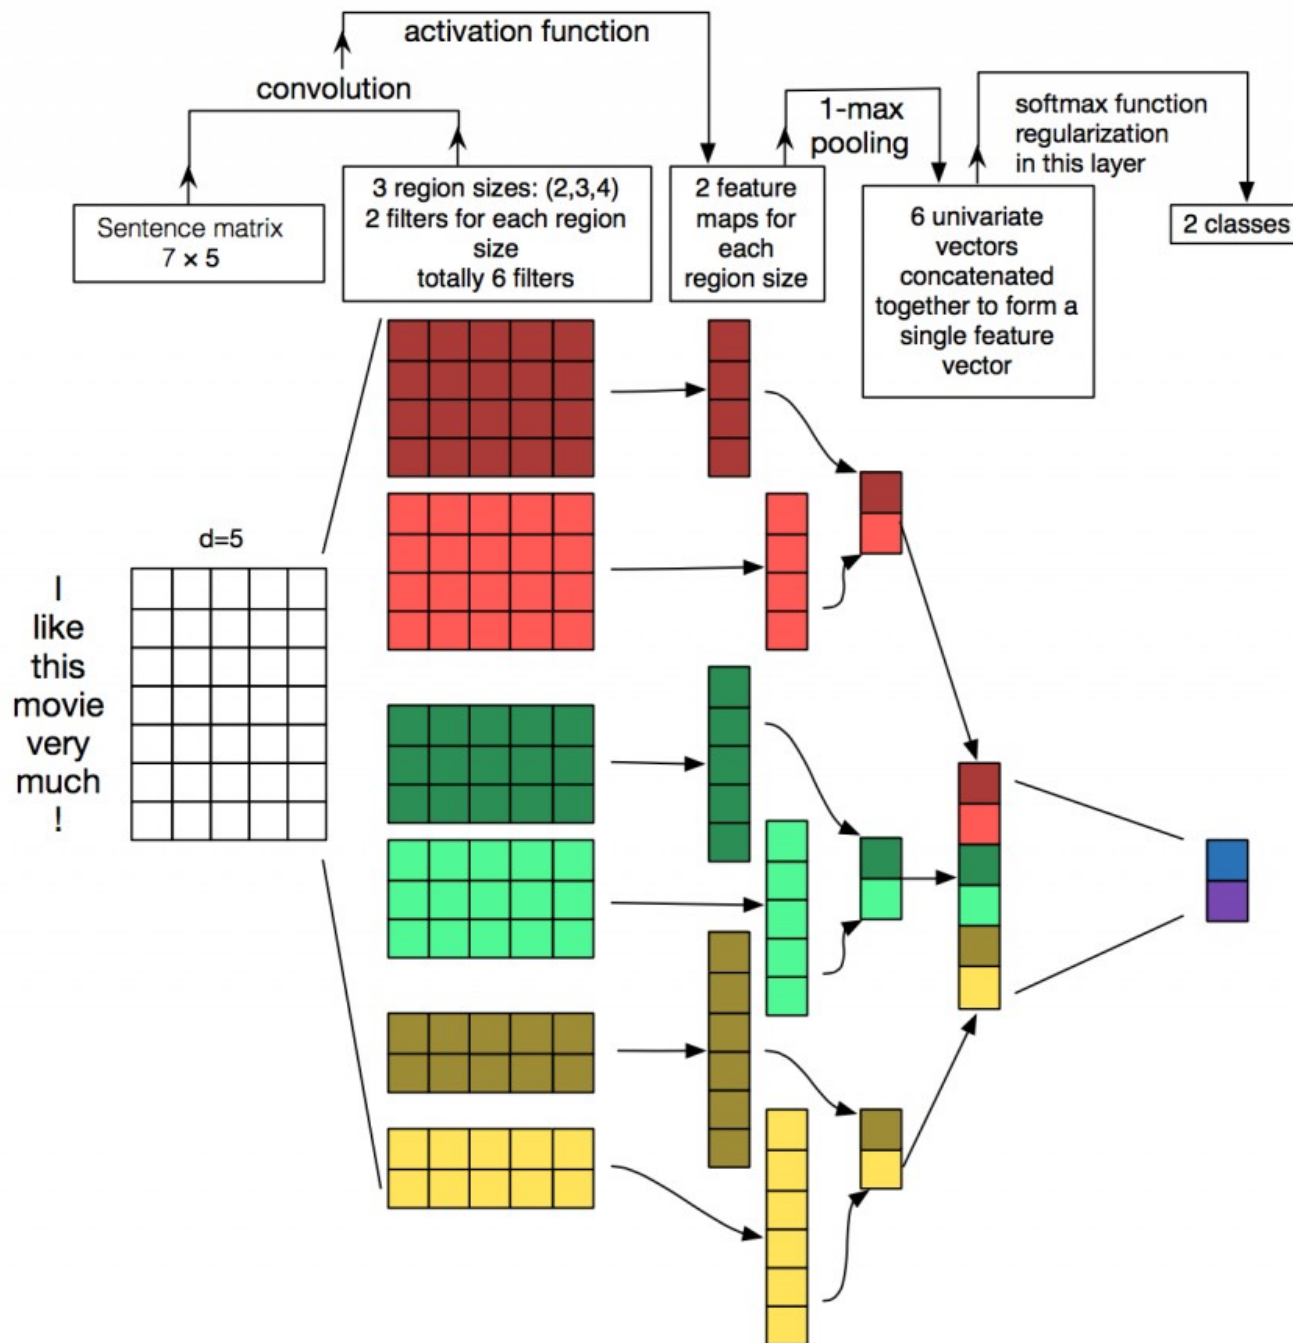 activation function
convolution
1-max
pooling
softmax function
regularization
in this layer
Sentence matrix
7 × 5
3 region sizes: (2,3,4)
2 filters for each region
size
totally 6 filters
2 feature
maps for
each
region size
6 univariate
vectors
concatenated
together to form a
single feature
vector
2 classes
d=5
I
like
this
movie
very
much
!